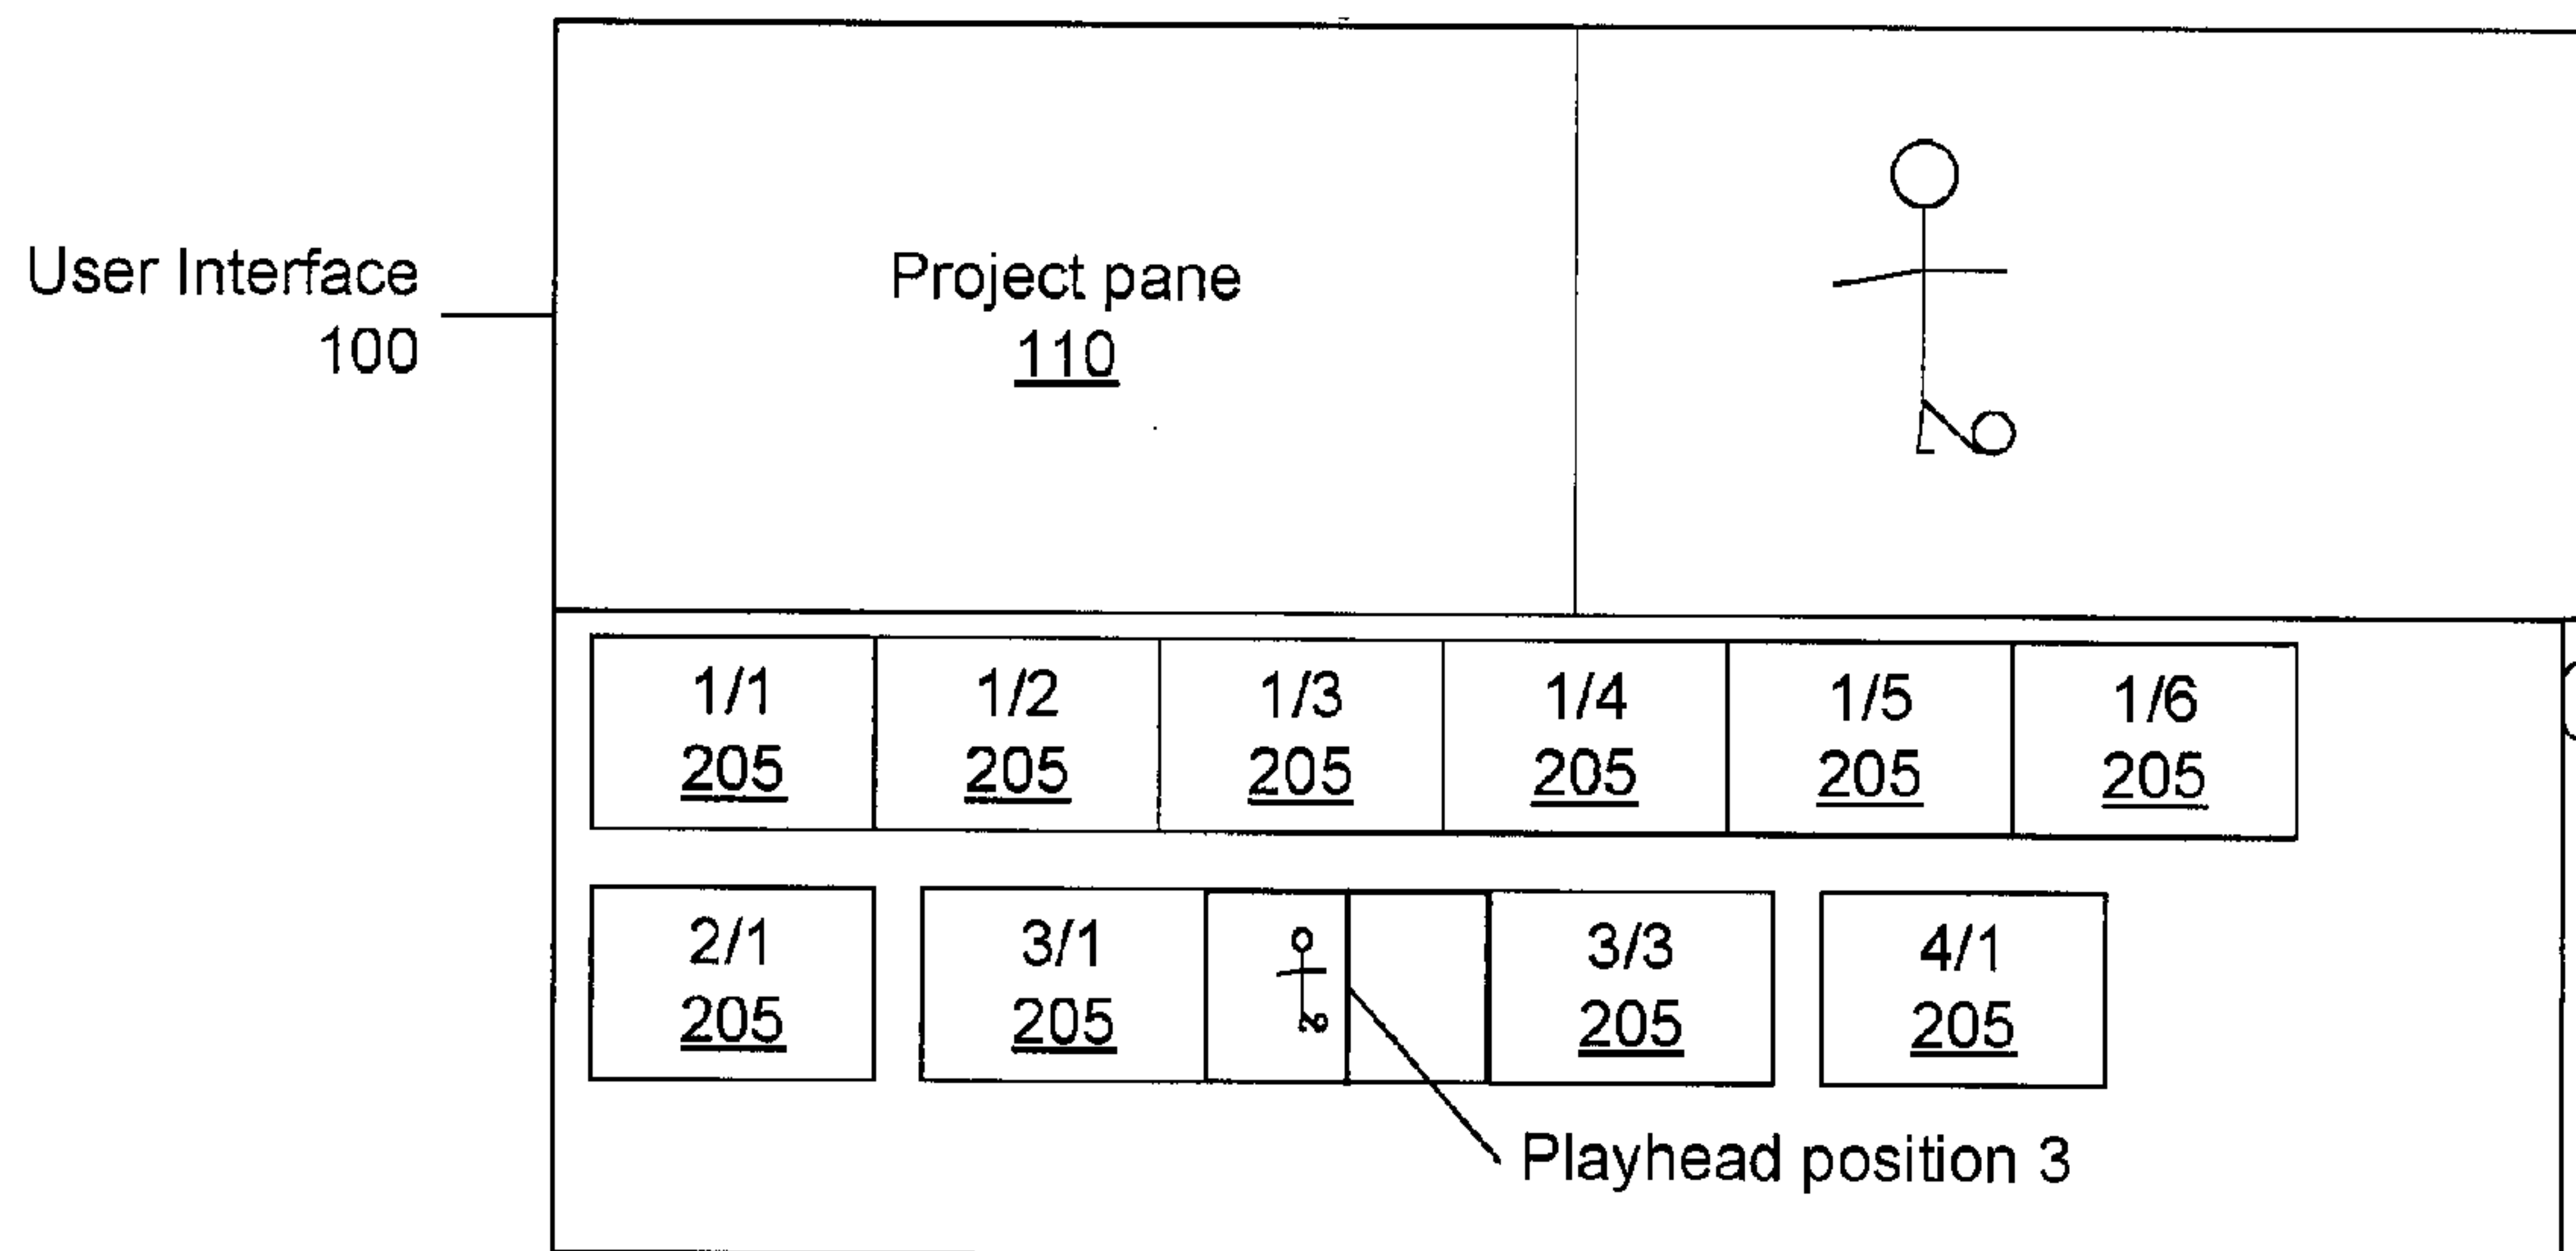 User Interface
100
Project pane
110
1/1 1/2 1/3 1/4 1/5 1/6
205 205 205 205 205 205
2/1 3/1 3/3 4/1
205 205 205 205
Playhead position 3